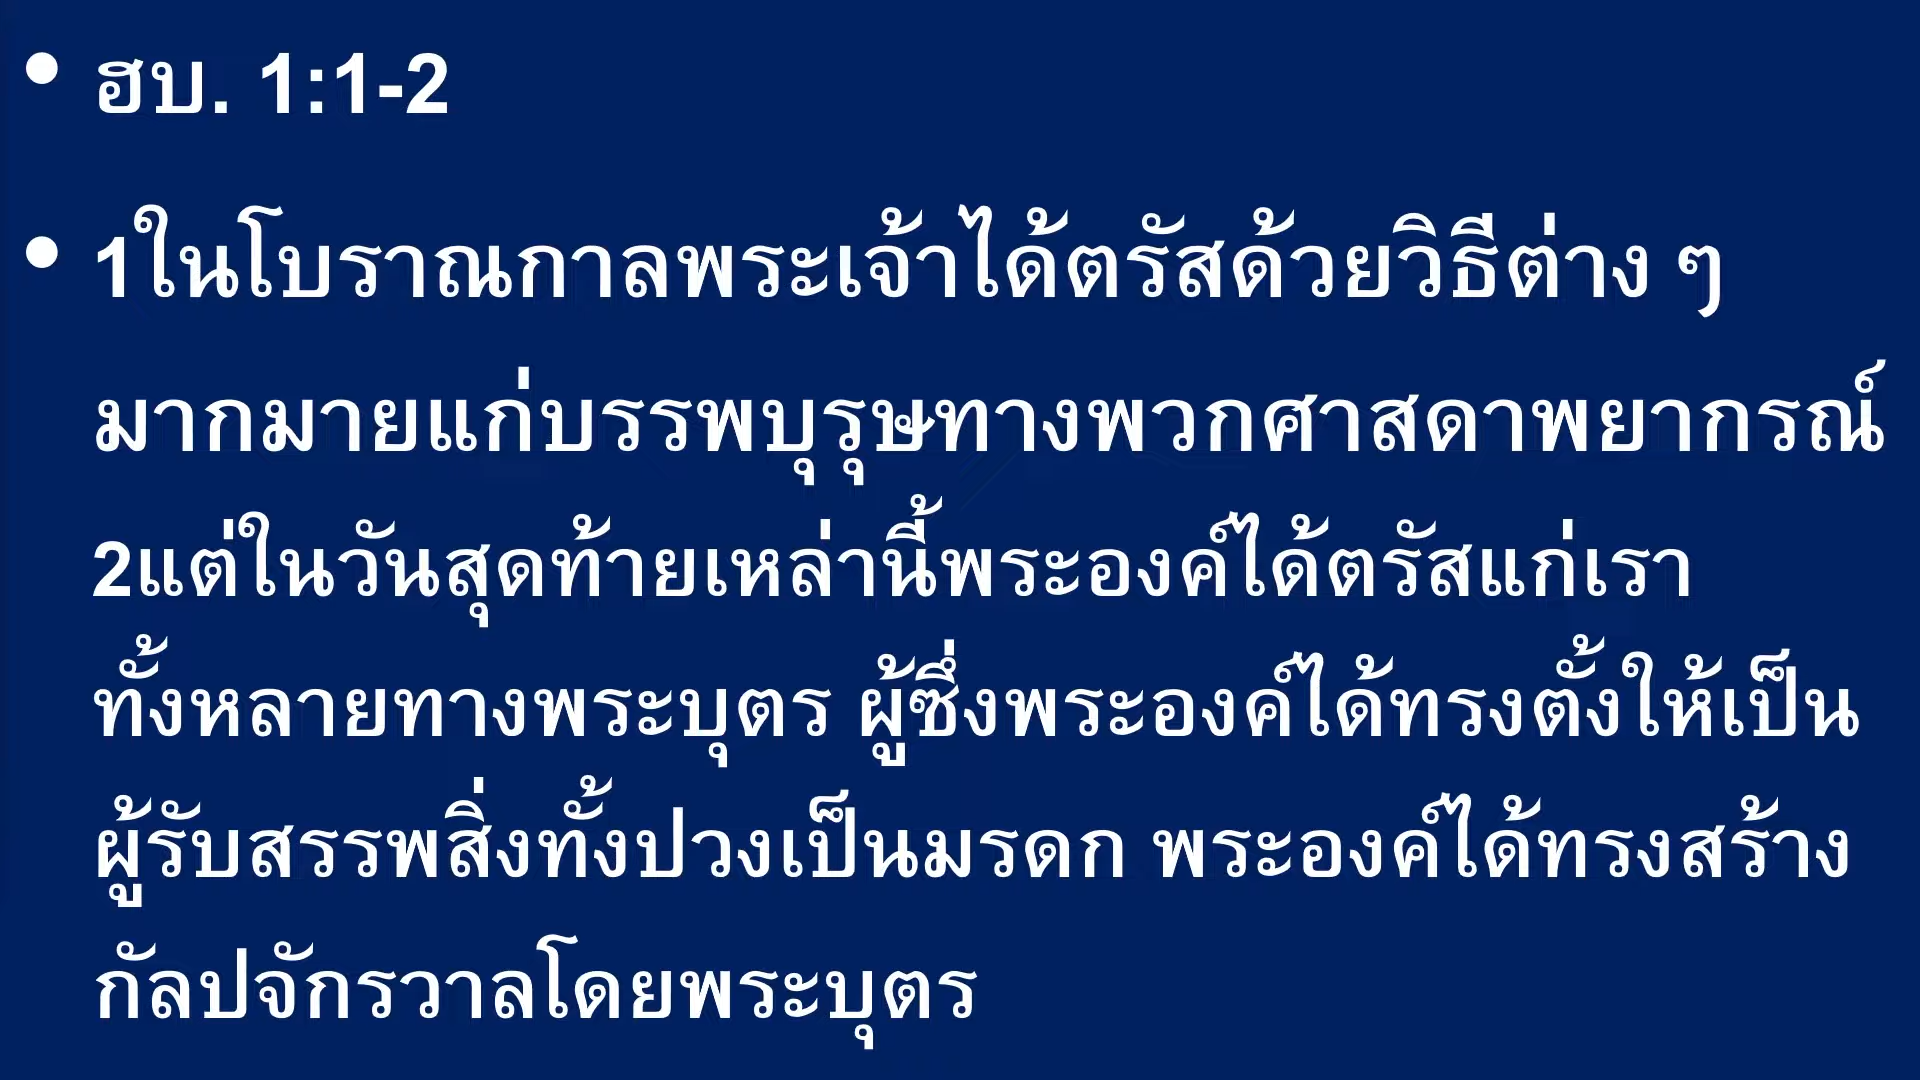 • ฮบ. 1:1-2
• 1ในโบราณกาลพระเจ้าได้ตรัสด้วยวิธีต่าง ๆ
มากมายแก่บรรพบุรุษทางพวกศาสดาพยากรณ์
2แต่ในวันสุดท้ายเหล่านี้พระองค์ได้ตรัสแก่เรา
ทั้งหลายทางพระบุตร ผู้ซึ่งพระองค์ได้ทรงตั้งให้เป็น
ผู้รับสรรพสิ่งทั้งปวงเป็นมรดก พระองค์ได้ทรงสร้าง
กัลปจักรวาลโดยพระบุตร